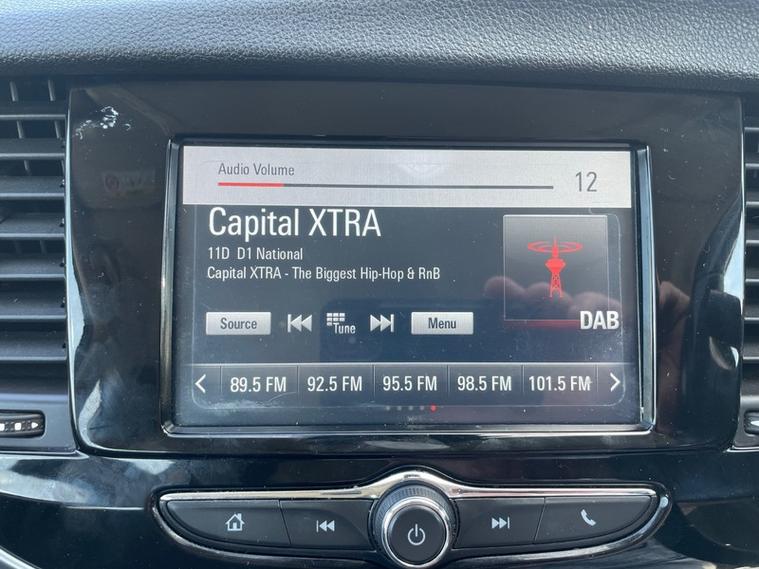 Audio Volume
12
Capital XTRA
11D D1 National
Capital XTRA - The Biggest Hip-Hop & RnB
DAB
Source
Tune
Menu
89.5 FM 92.5 FM 95.5 FM 98.5 FM 101.5 FM